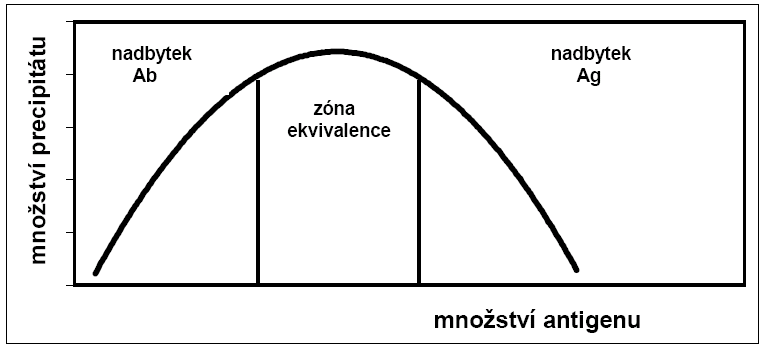 nadbytek
Ab
nadbytek
Ag
zóna
ekvivalence
množství precipitátu
množství antigenu